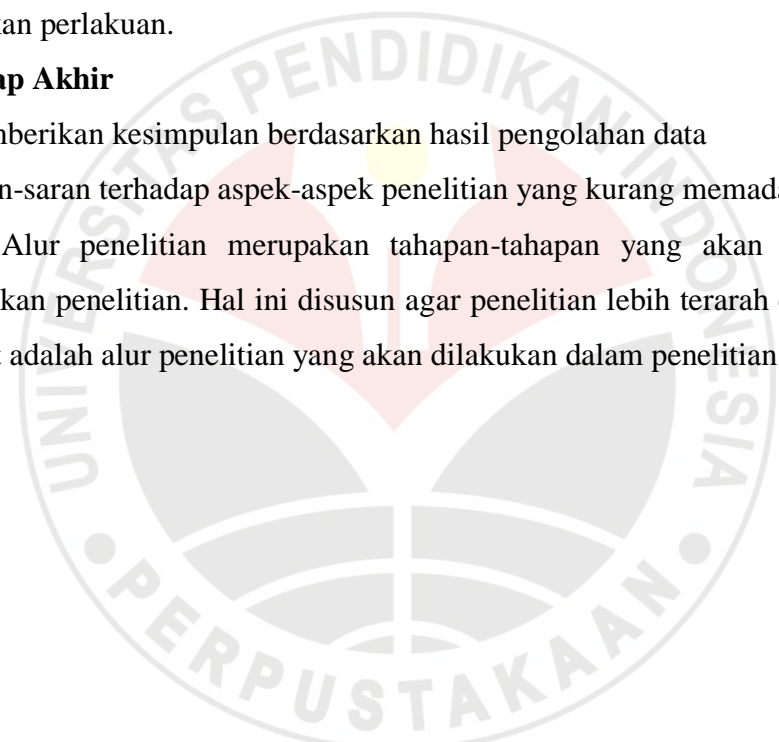 kan perlakuan.
ap Akhir
berikan kesimpulan berdasarkan hasil pengolahan data
n-saran terhadap aspek-aspek penelitian yang kurang memada
Alur penelitian merupakan tahapan-tahapan yang akan
kan penelitian. Hal ini disusun agar penelitian lebih terarah
adalah alur penelitian yang akan dilakukan dalam penelitian
UNIVERSITAS PENDIDIKAN INDONESIA
PERPUSTAKAAN